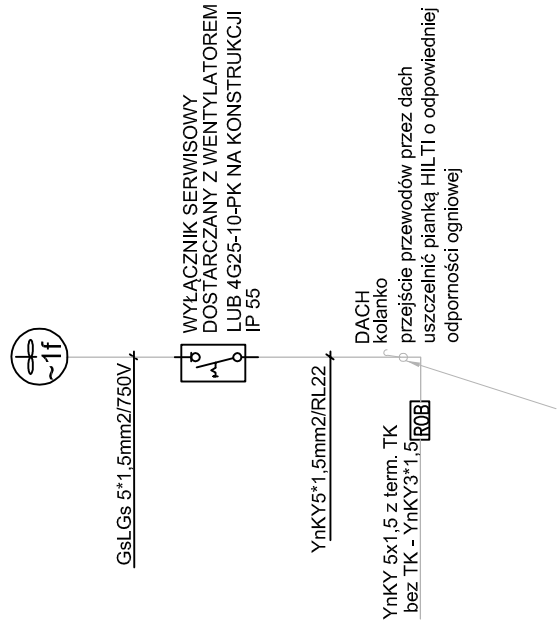 ~1f
GsLGs 5*1,5mm2/750V
WYŁĄCZNIK SERWISOWY
DOSTARCZANY Z WENTYLATOREM
LUB 4G25-10-PK NA KONSTRUKCJI
IP 55
YnKY5*1,5mm2/RL22
DACH
kolanko
przejście przewodów przez dach
uszczelnić pianką HILTI o odpowiedniej
odporności ogniowej
YnKY 5x1,5 z term. TK
bez TK - YnKY3*1,5
ROB